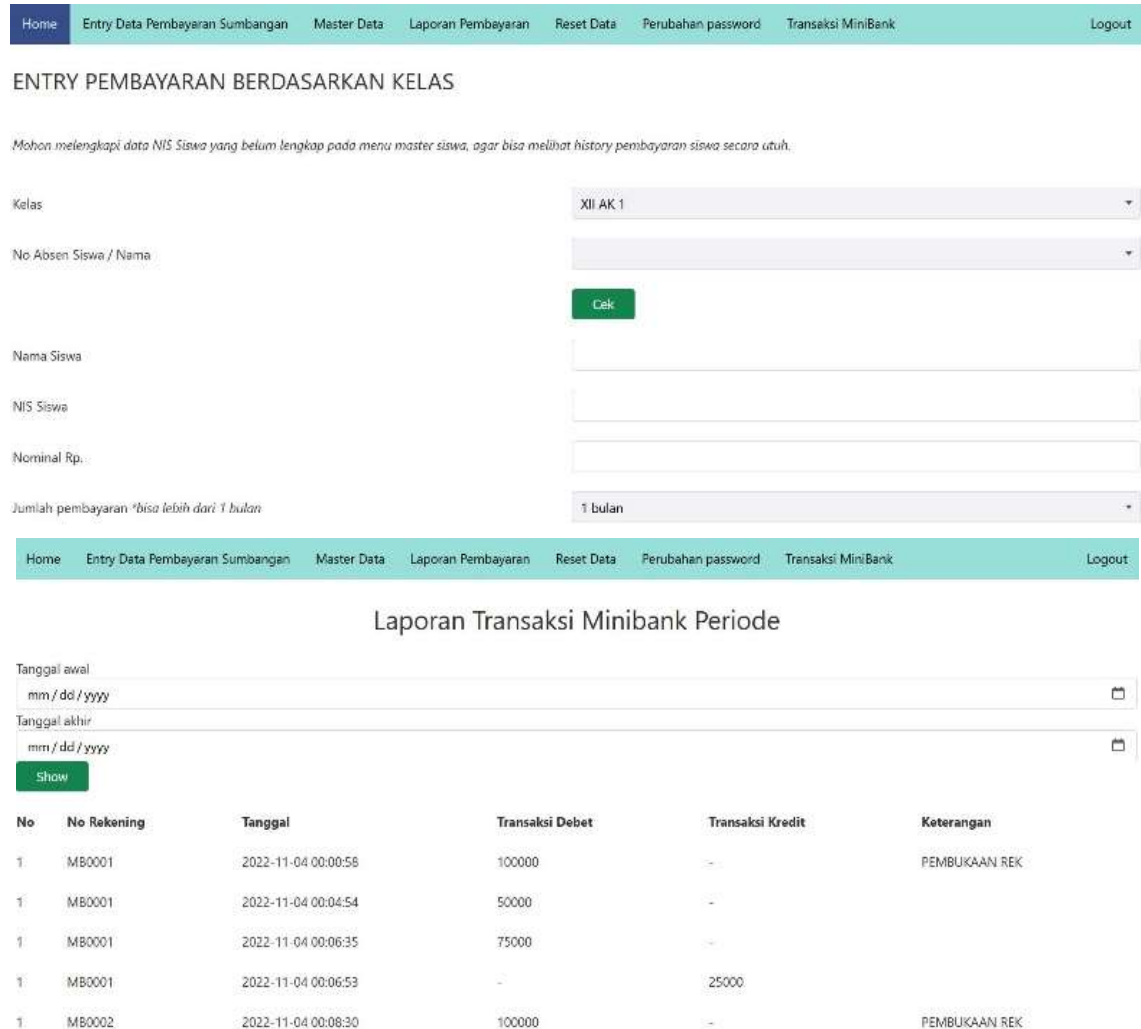 Home Entry Data Pembayaran Sumbangan Master Data Laporan Pembayaran Reset Data Perubahan password Transaksi MiniBank Logout
ENTRY PEMBAYARAN BERDASARKAN KELAS
Mohon melengkapi data NIS Siswa yang belum lengkap pada menu master siswa, agar bisa melihat history pembayaran siswa secara utuh.
Kelas XII AK 1
No Absen Siswa / Nama
Cek
Nama Siswa
NIS Siswa
Nominal Rp.
Jumlah pembayaran *bisa lebih dari 1 bulan 1 bulan
Home Entry Data Pembayaran Sumbangan Master Data Laporan Pembayaran Reset Data Perubahan password Transaksi MiniBank Logout
Laporan Transaksi Minibank Periode
Tanggal awal
mm/dd/yyyy
Tanggal akhir
mm/dd/yyyy
Show
No No Rekening Tanggal Transaksi Debet Transaksi Kredit Keterangan
1 MB0001 2022-11-04 00:00:58 100000 - PEMBUKAAN REK
1 MB0001 2022-11-04 00:04:54 50000 -
1 MB0001 2022-11-04 00:06:35 75000 -
1 MB0001 2022-11-04 00:06:53 - 25000
1 MB0002 2022-11-04 00:08:30 100000 - PEMBUKAAN REK